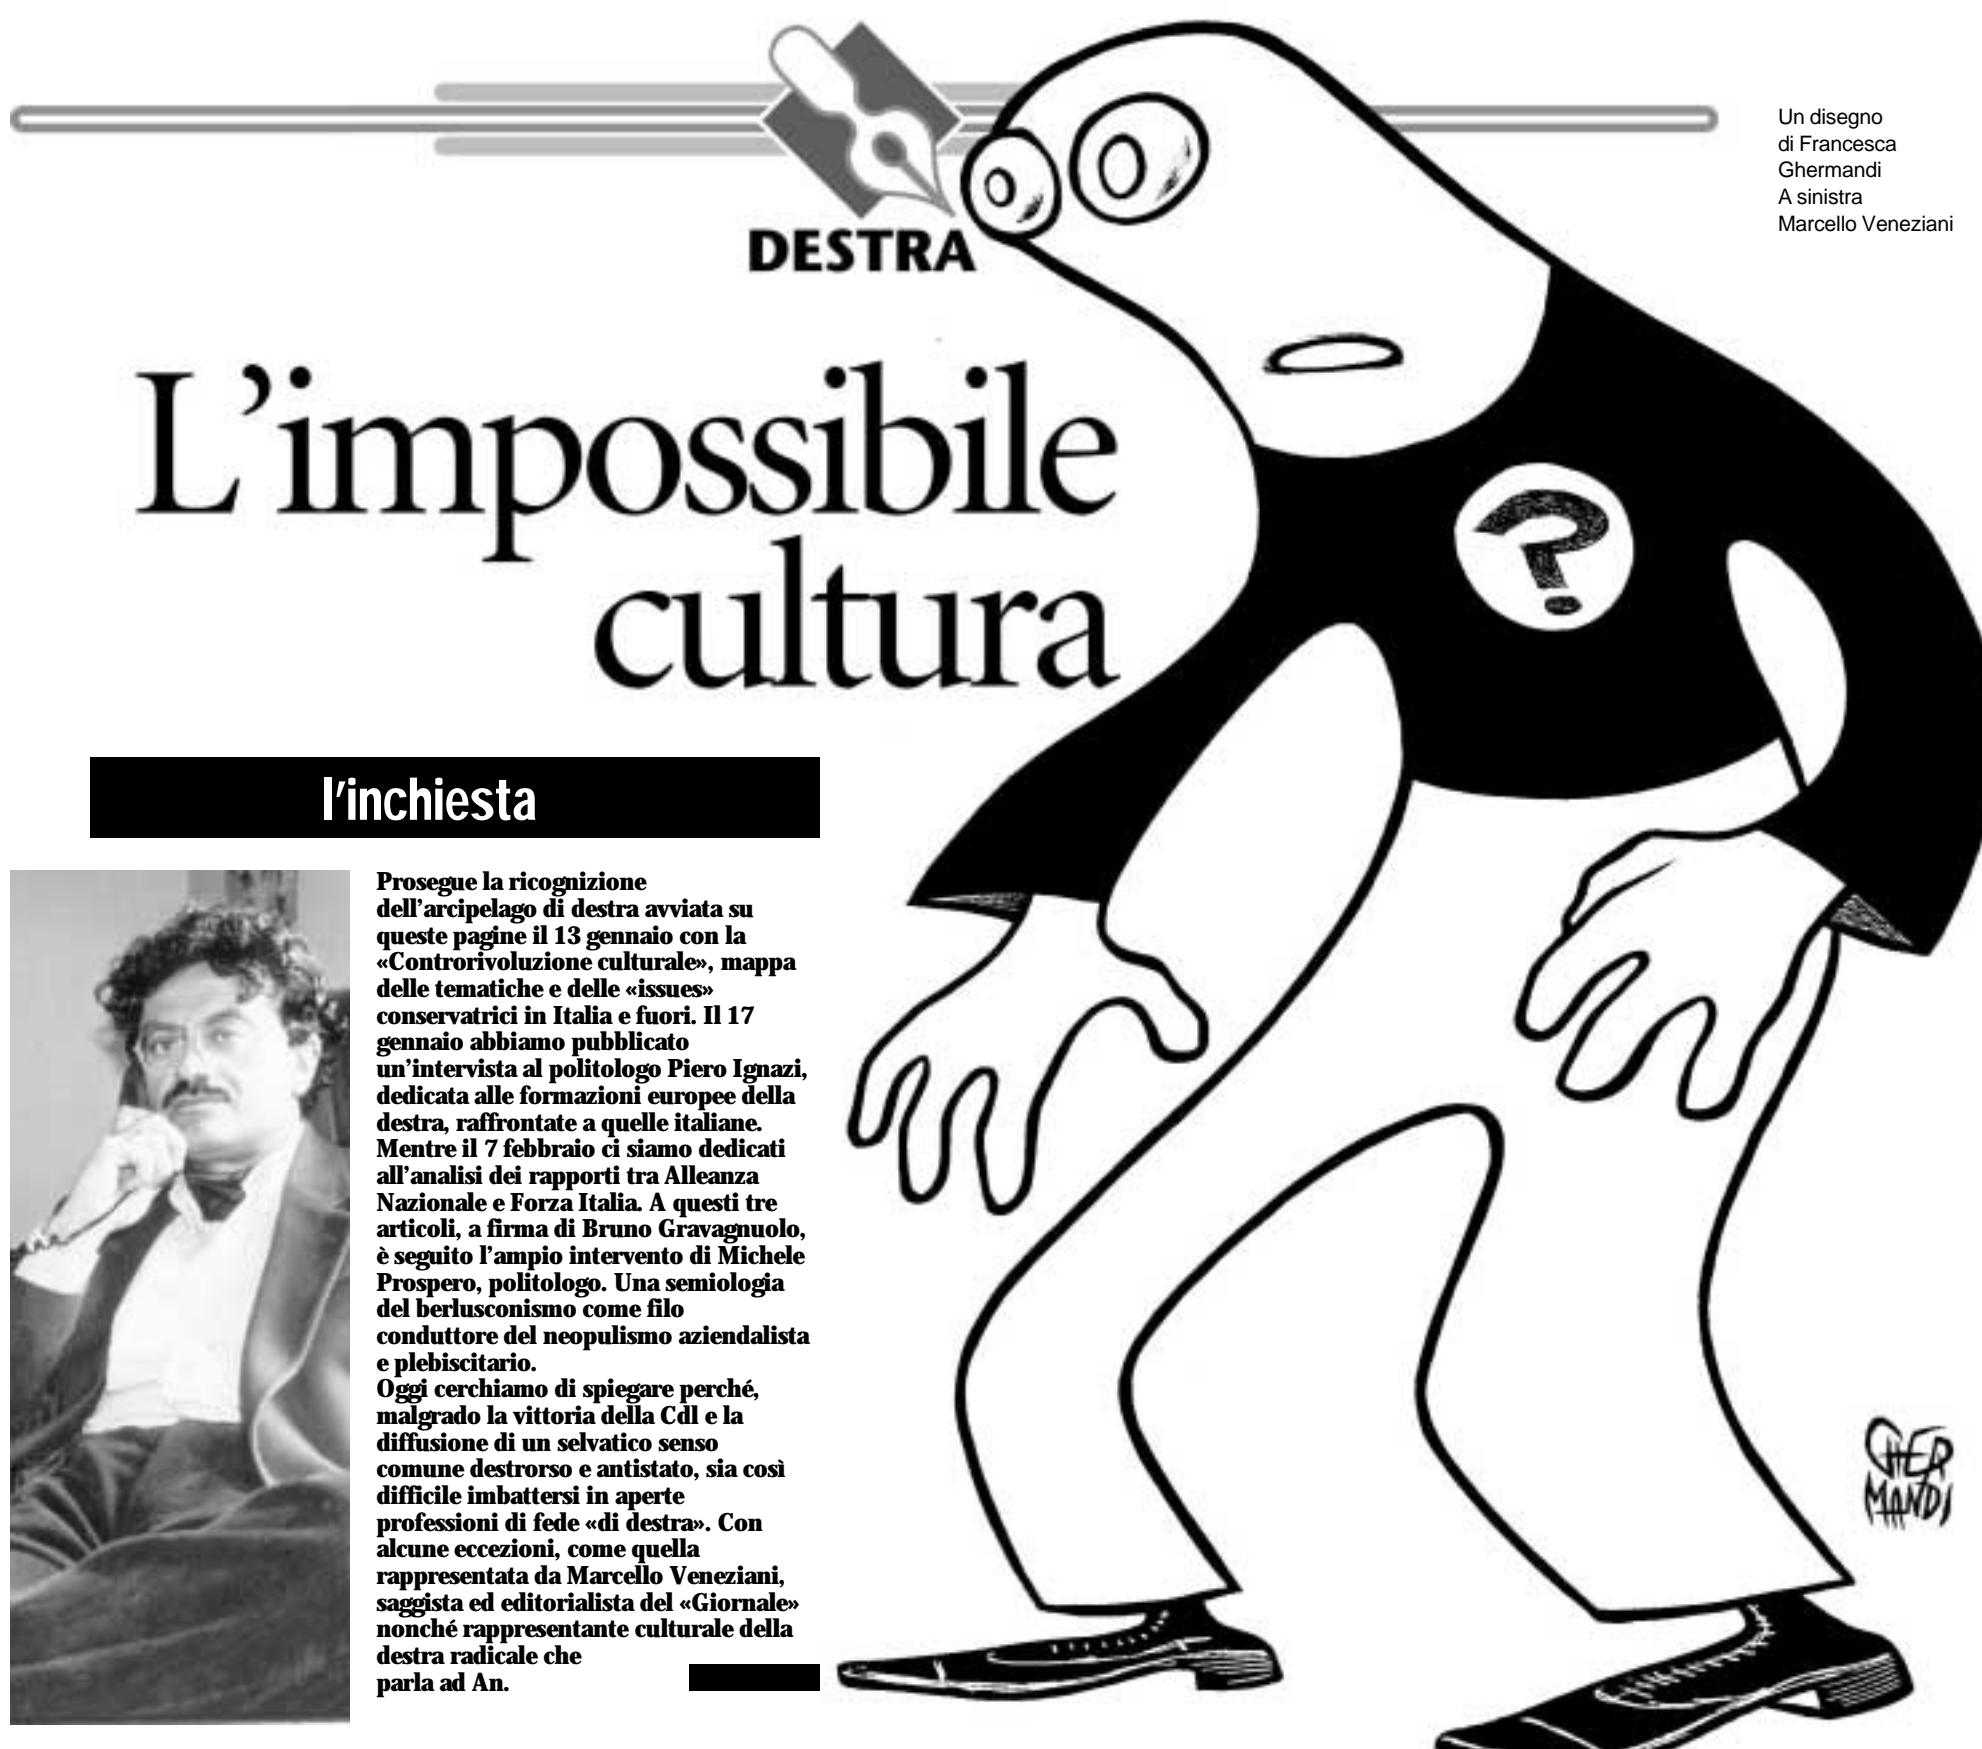 Un disegno
di Francesca
Ghermandi
A sinistra
Marcello Veneziani
DESTRA
L'impossibile
cultura
?
l'inchiesta
Prosegue la ricognizione
dell'arcipelago di destra avviata su
queste pagine il 13 gennaio con la
«Controrivoluzione culturale», mappa
delle tematiche e delle «issues»
conservatrici in Italia e fuori. Il 17
gennaio abbiamo pubblicato
un'intervista al politologo Piero Ignazi,
dedicata alle formazioni europee della
destra, raffrontate a quelle italiane.
Mentre il 7 febbraio ci siamo dedicati
all'analisi dei rapporti tra Alleanza
Nazionale e Forza Italia. A questi tre
articoli, a firma di Bruno Gravagnuolo,
è seguito l'ampio intervento di Michele
Prospero, politologo. Una semiologia
del berlusconismo come filo
conduttore del neopulismo aziendalista
e plebiscitario.
Oggi cerchiamo di spiegare perché,
malgrado la vittoria della Cdl e la
diffusione di un selvatico senso
comune destrorso e antistato, sia così
difficile imbattersi in aperte
professioni di fede «di destra». Con
alcune eccezioni, come quella
rappresentata da Marcello Veneziani,
saggista ed editorialista del «Giornale»
nonché rappresentante culturale della
destra radicale che
parla ad An.
GHER
MANDI